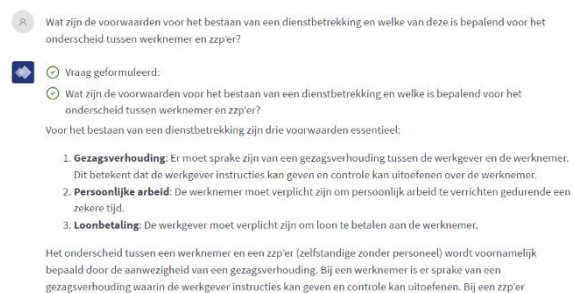 R
Wat zijn de voorwaarden voor het bestaan van een dienstbetrekking en welke van deze is bepalend voor het
onderscheid tussen werknemer en zzp'er?
Vraag geformuleerd:
Wat zijn de voorwaarden voor het bestaan van een dienstbetrekking en welke is bepalend voor het
onderscheid tussen werknemer en zzp'er?
Voor het bestaan van een dienstbetrekking zijn drie voorwaarden essentieel:
1. Gezagsverhouding: Er moet sprake zijn van een gezagsverhouding tussen de werkgever en de werknemer.
Dit betekent dat de werkgever instructies kan geven en controle kan uitoefenen over de werknemer.
2. Persoonlijke arbeid: De werknemer moet verplicht zijn om persoonlijk arbeid te verrichten gedurende een
zekere tijd.
3. Loonbetaling: De werkgever moet verplicht zijn om loon te betalen aan de werknemer.
Het onderscheid tussen een werknemer en een zzp'er (zelfstandige zonder personeel) wordt voornamelijk
bepaald door de aanwezigheid van een gezagsverhouding. Bij een werknemer is er sprake van een
gezagsverhouding waarin de werkgever instructies kan geven en controle kan uitoefenen. Bij een zzp'er